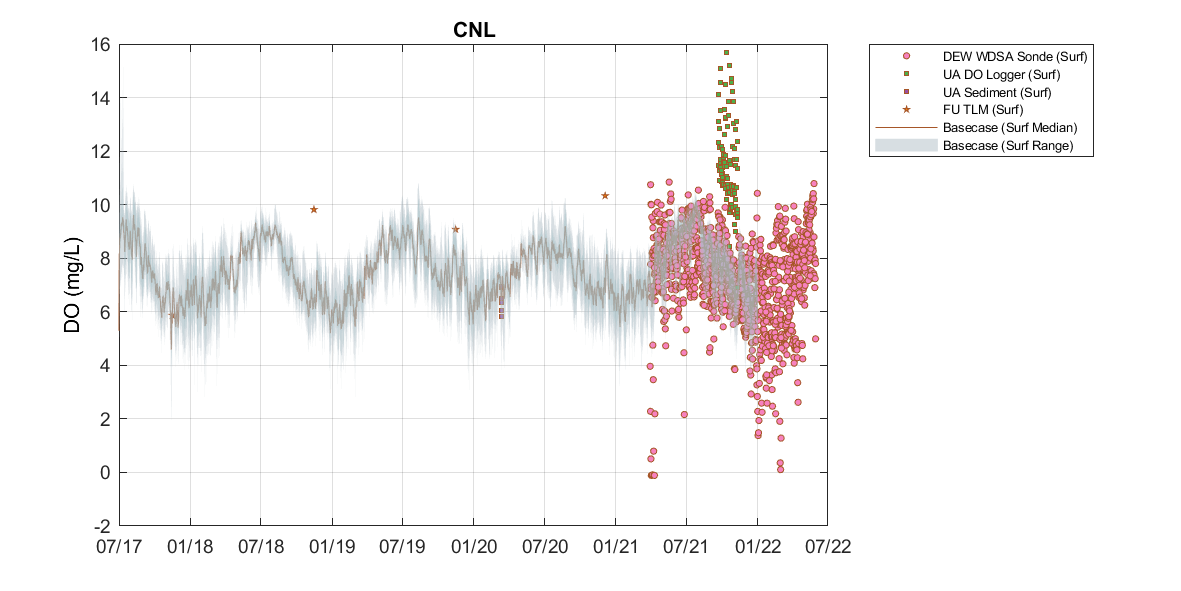 CNL
DO (mg/L)
16
14
12
10
8
6
4
2
0
-2
07/17 01/18 07/18 01/19 07/19 01/20 07/20 01/21 07/21 01/22 07/22
DEW WDSA Sonde (Surf)
UA DO Logger (Surf)
UA Sediment (Surf)
FU TLM (Surf)
Basecase (Surf Median)
Basecase (Surf Range)